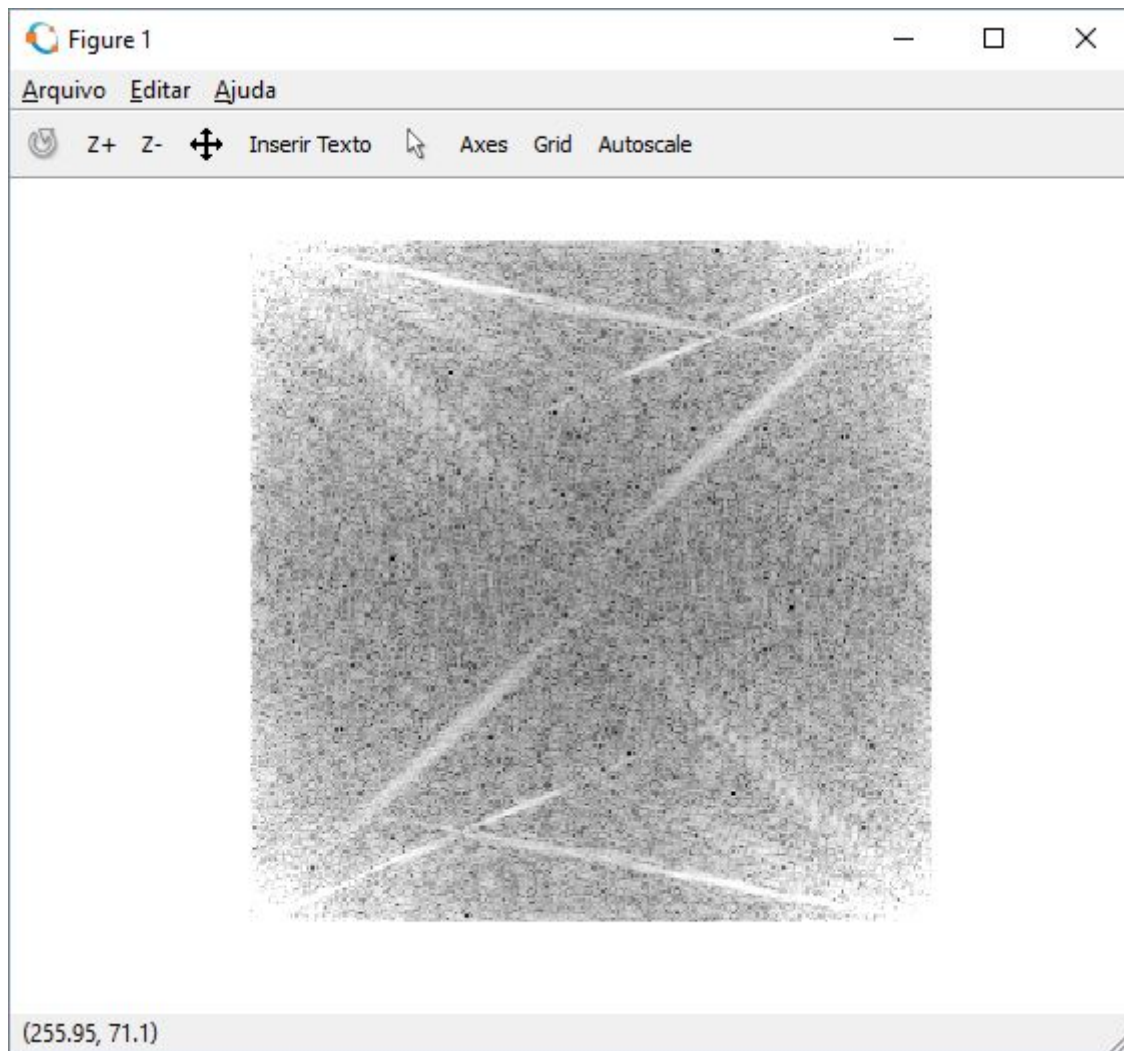 Figure 1
Arquivo Editar Ajuda
Z+ Z- Inserir Texto Axes Grid Autoscale
(255.95, 71.1)